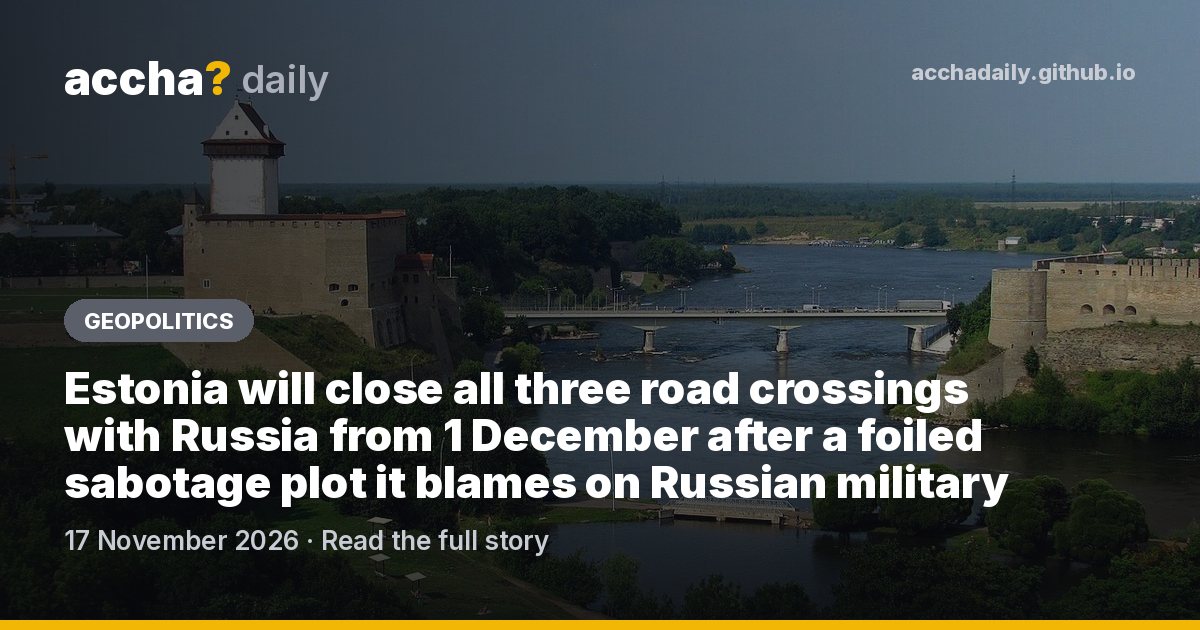 accha? daily
acchadaily.github.io
GEOPOLITICS
Estonia will close all three road crossings
with Russia from 1 December after a foiled
sabotage plot it blames on Russian military
17 November 2026 · Read the full story